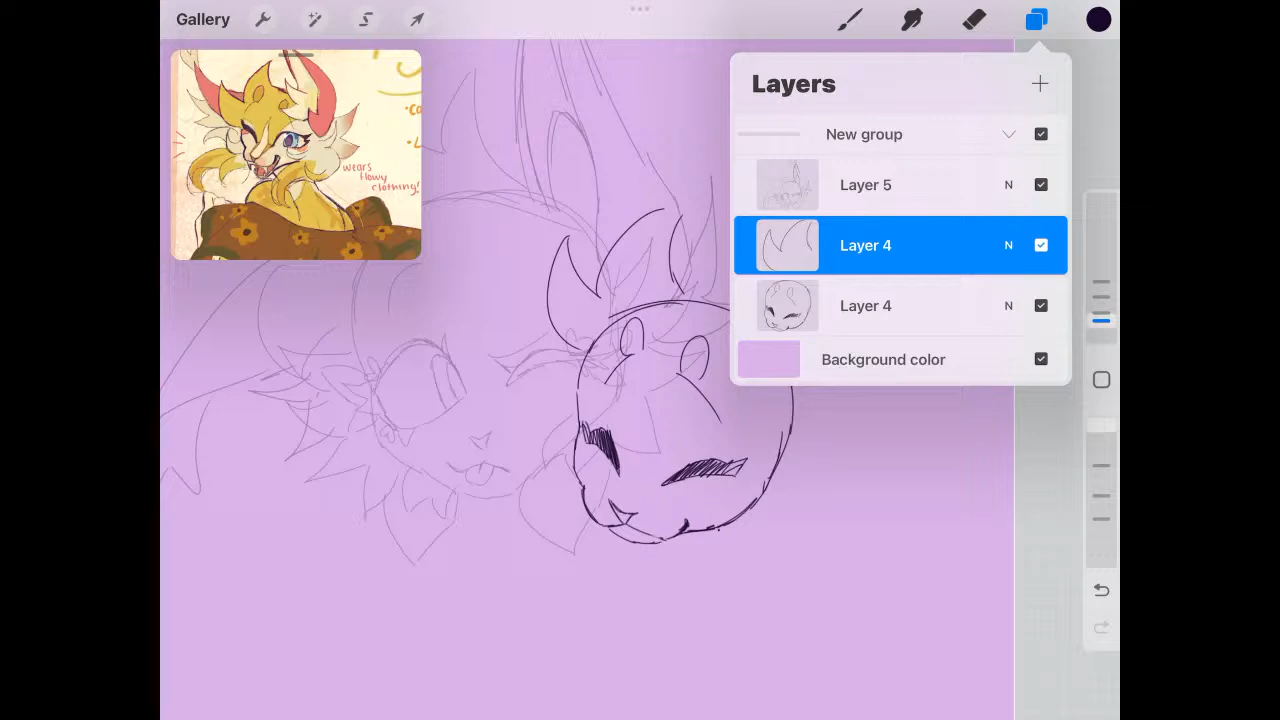 Gallery
Layers
New group
Layer 5
N
Layer 4
N
Layer 4
N
Background color
wears
flowy
clothing!